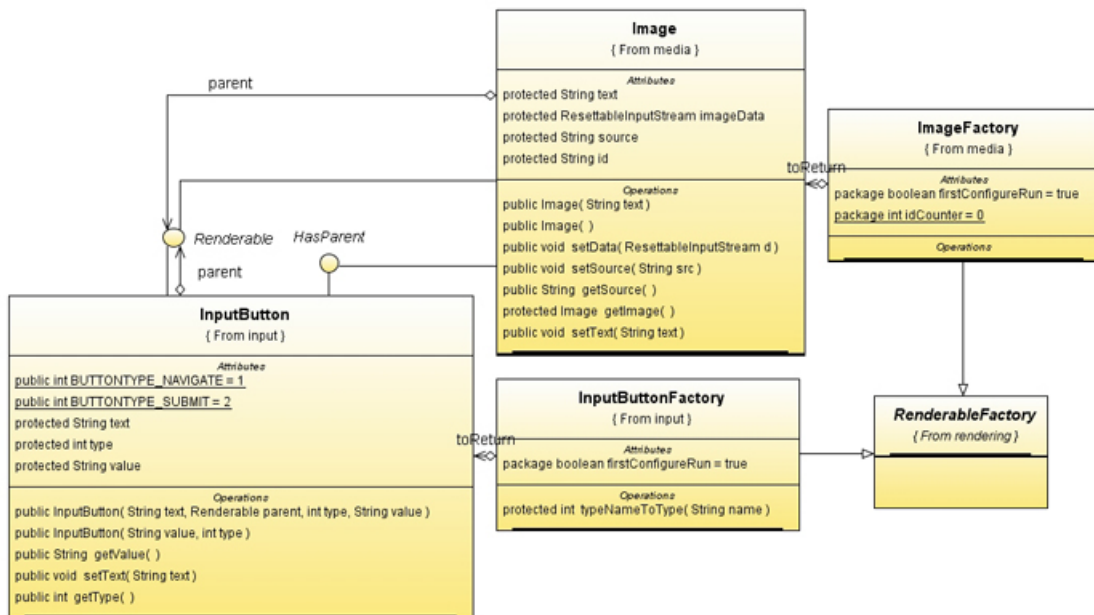 Image
{ From media }
Attributes
protected String text
protected ResettableInputStream imageData
protected String source
protected String id
Operations
public Image( String text )
public Image( )
public void setData( ResettableInputStream d )
public void setSource( String src )
public String getSource( )
protected Image getImage( )
public void setText( String text )
parent
Renderable
HasParent
parent
toReturn
ImageFactory
{ From media }
Attributes
package boolean firstConfigureRun = true
package int idCounter = 0
Operations
InputButton
{ From input }
Attributes
public int BUTTONTYPE_NAVIGATE = 1
public int BUTTONTYPE_SUBMIT = 2
protected String text
protected int type
protected String value
Operations
public InputButton( String text, Renderable parent, int type, String value )
public InputButton( String value, int type )
public String getValue( )
public void setText( String text )
public int getType( )
toReturn
InputButtonFactory
{ From input }
Attributes
package boolean firstConfigureRun = true
Operations
protected int typeNameToType( String name )
RenderableFactory
{ From rendering }